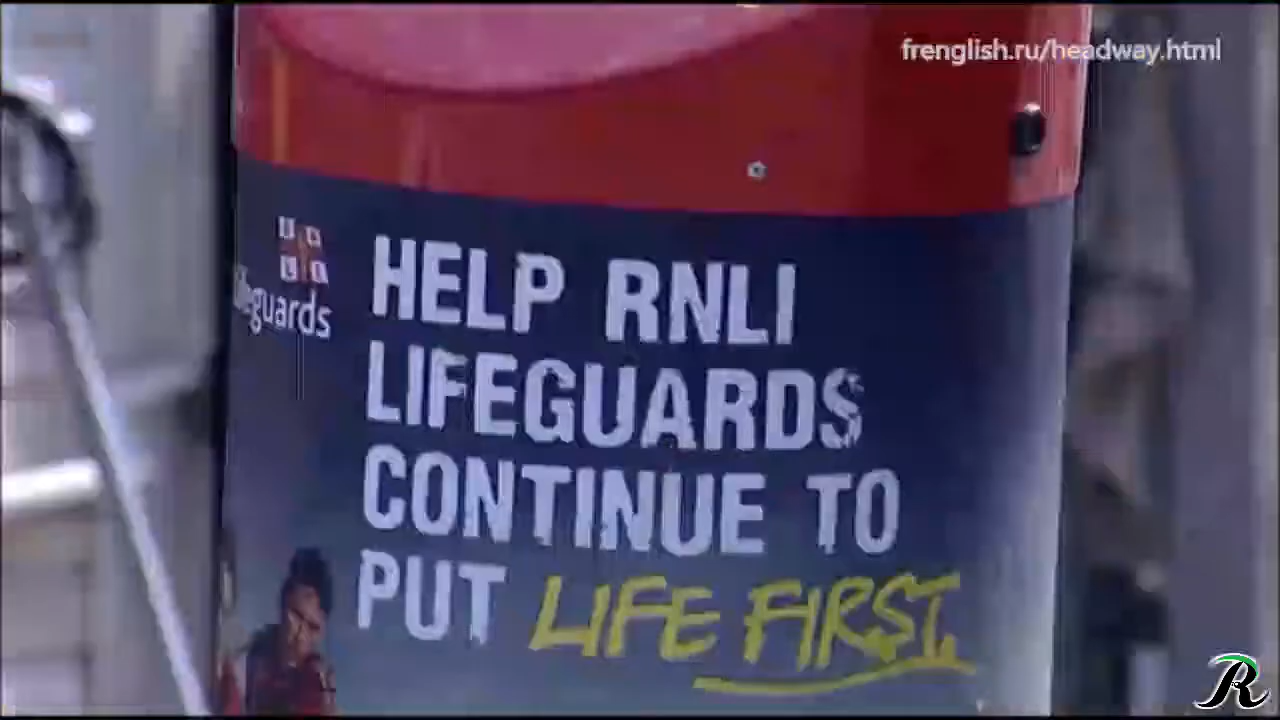 frenglish.ru/headway.html
lifeguards
HELP RNLI
LIFEGUARDS
CONTINUE TO
PUT LIFE FIRST.
R